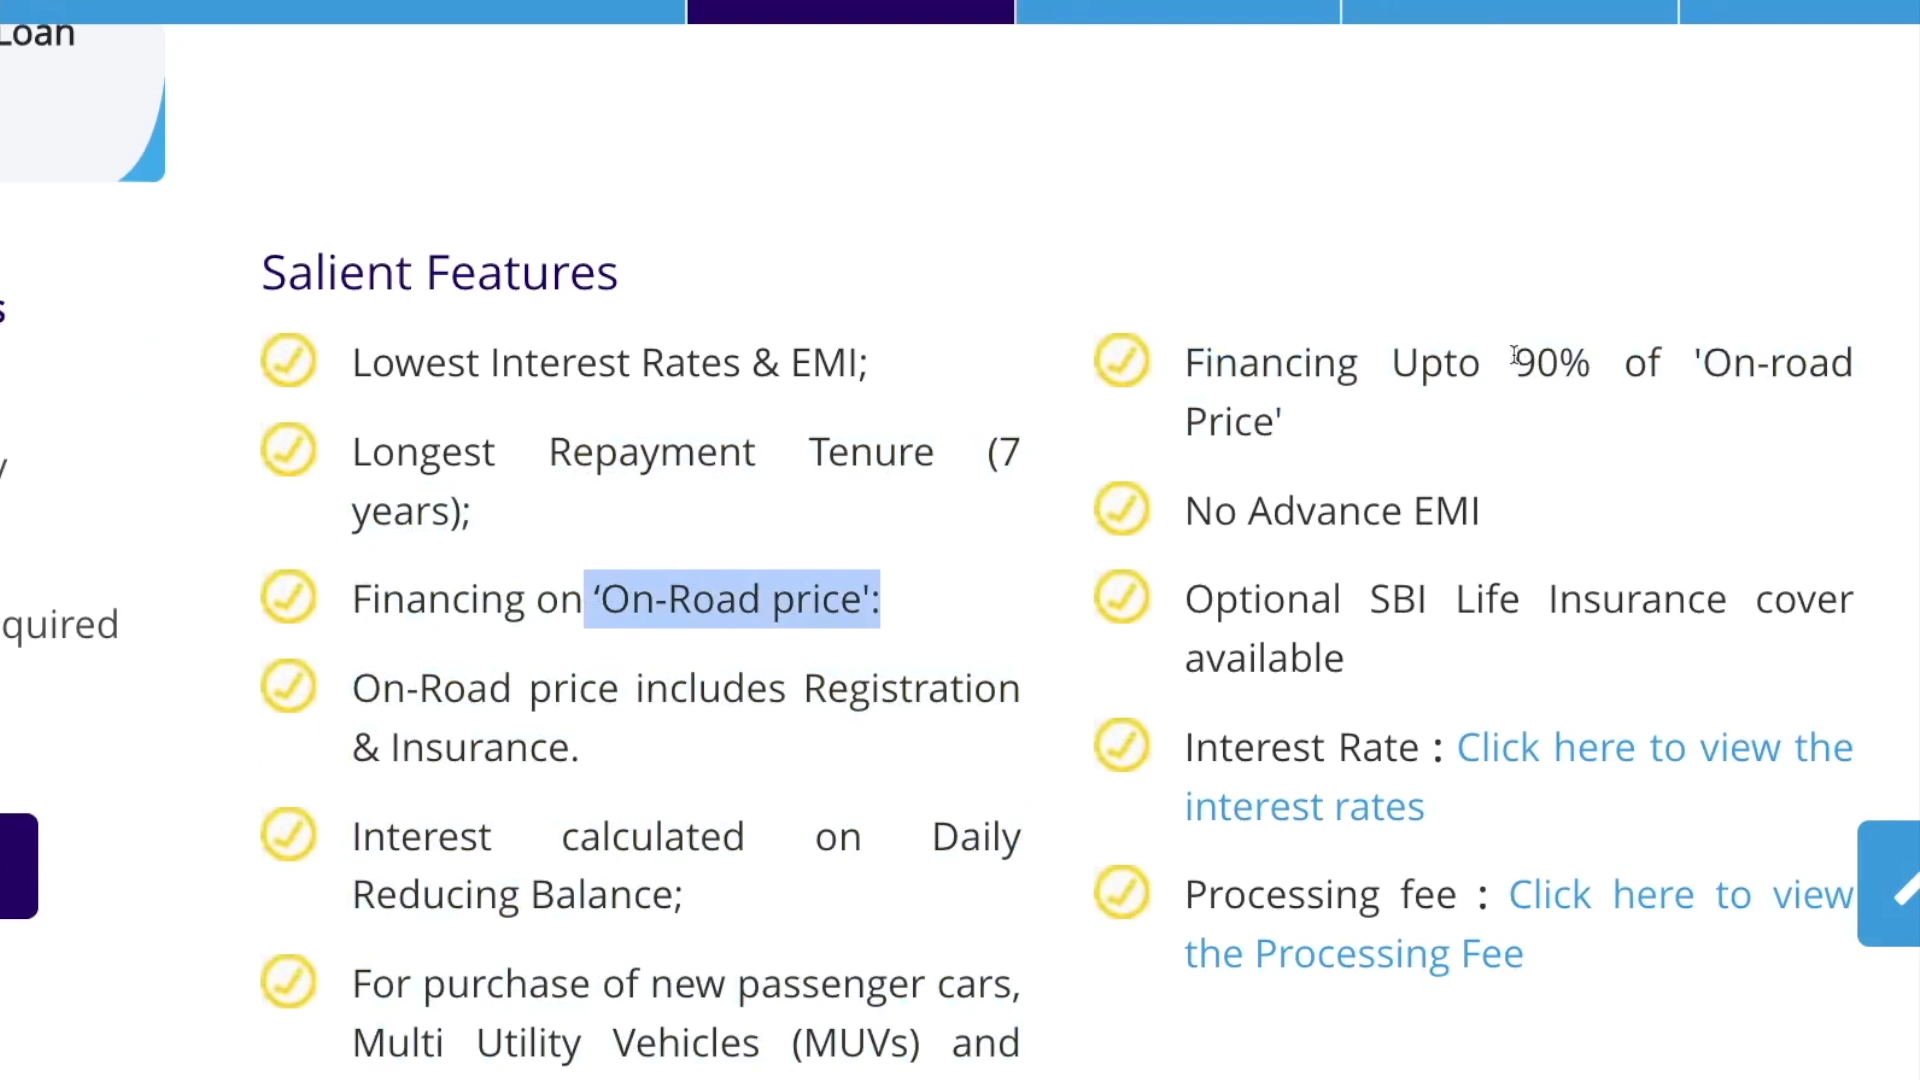 Loan
s
y
quired
Salient Features
Lowest Interest Rates & EMI;
Longest Repayment Tenure (7
years);
Financing on ‘On-Road price':
On-Road price includes Registration
& Insurance.
Interest calculated on Daily
Reducing Balance;
For purchase of new passenger cars,
Multi Utility Vehicles (MUVs) and
Financing Upto 90% of 'On-road
Price'
No Advance EMI
Optional SBI Life Insurance cover
available
Interest Rate : Click here to view the
interest rates
Processing fee : Click here to view
the Processing Fee